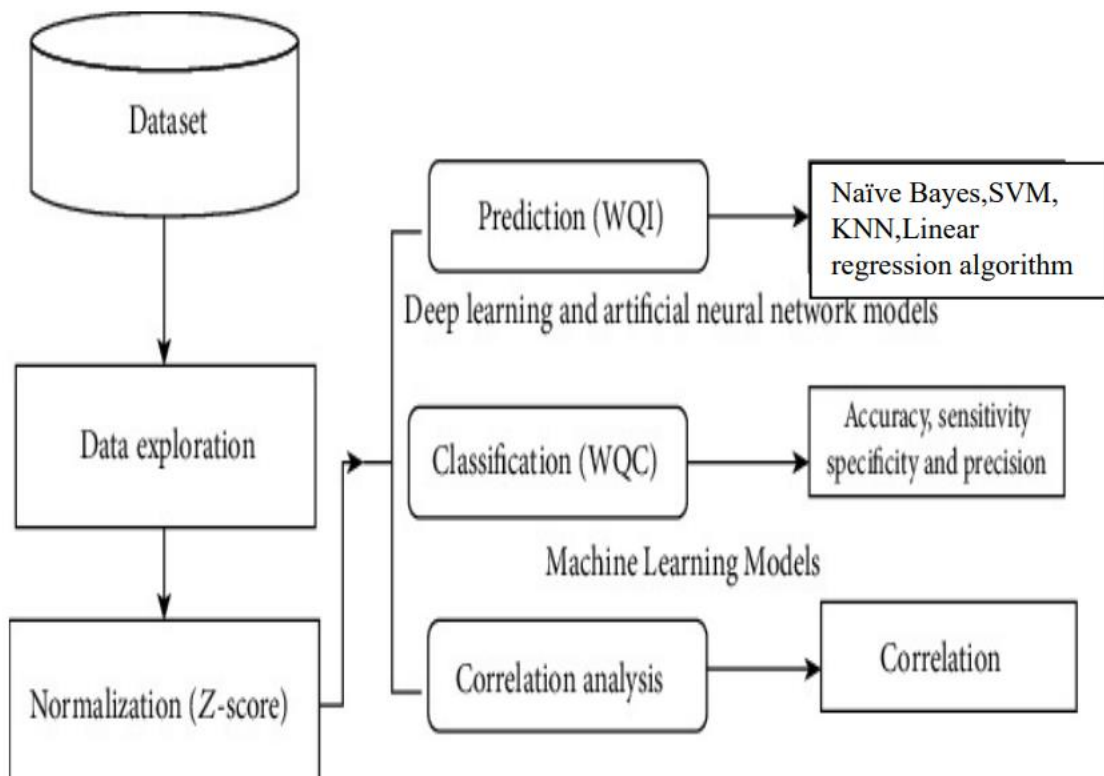 Dataset
Data exploration
Normalization (Z-score)
Prediction (WQI)
Naïve Bayes,SVM,
KNN,Linear
regression algorithm
Deep learning and artificial neural network models
Classification (WQC)
Accuracy, sensitivity
specificity and precision
Machine Learning Models
Correlation analysis
Correlation